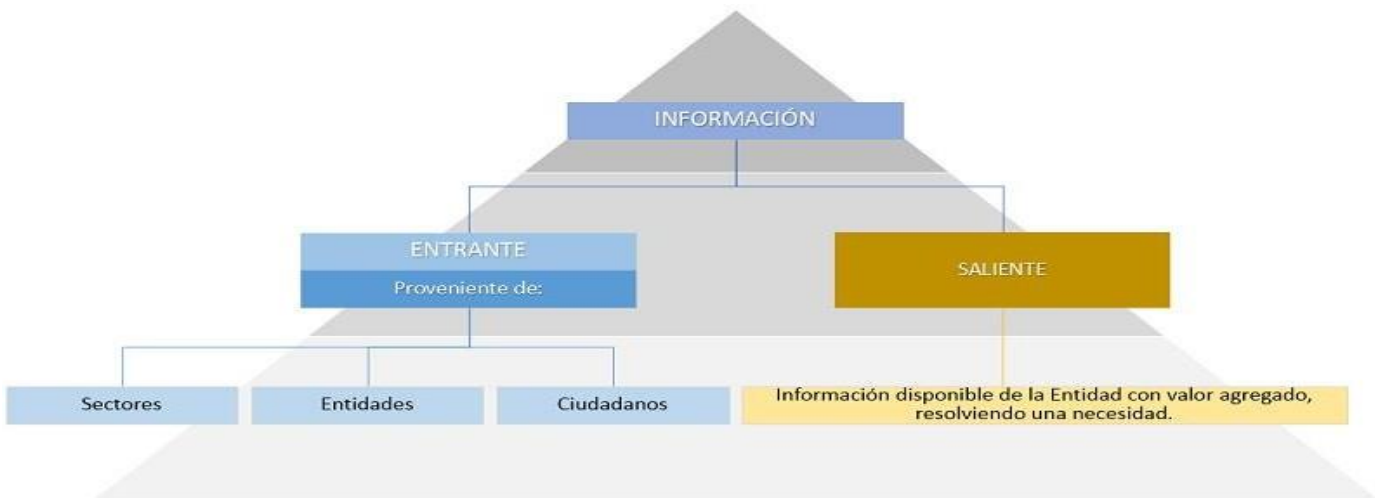 INFORMACIÓN
ENTRANTE
Proveniente de:
SALIENTE
Sectores
Entidades
Ciudadanos
Información disponible de la Entidad con valor agregado,
resolviendo una necesidad.